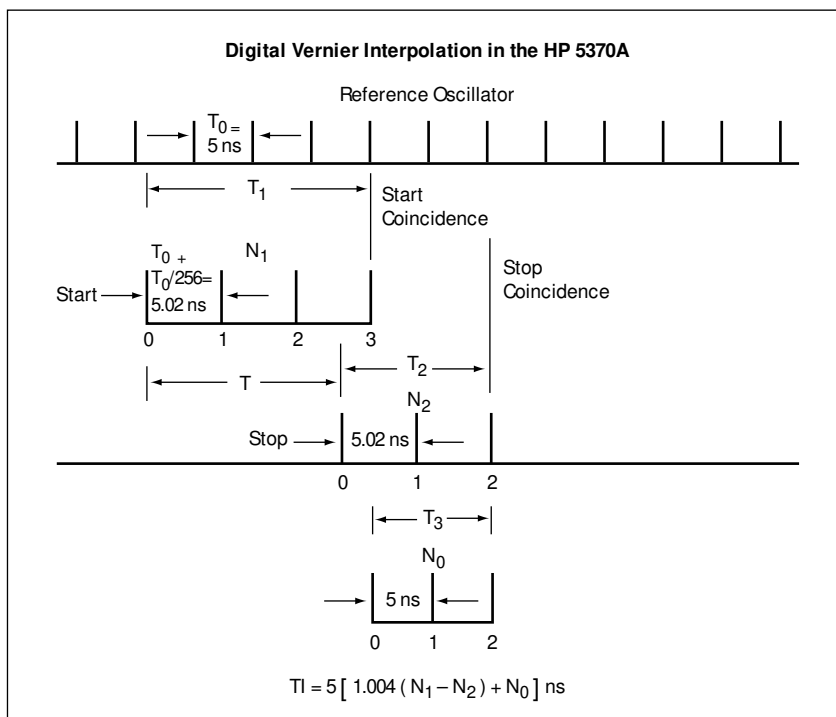 Digital Vernier Interpolation in the HP 5370A
Reference Oscillator
T0 =
5 ns
T1
Start
Coincidence
T0 +
T0/256=
5.02 ns
N1
Stop
Coincidence
Start
0 1 2 3
T
T2
N2
Stop
5.02 ns
0 1 2
T3
N0
5 ns
0 1 2
TI = 5 [ 1.004 ( N1 – N2 ) + N0 ] ns